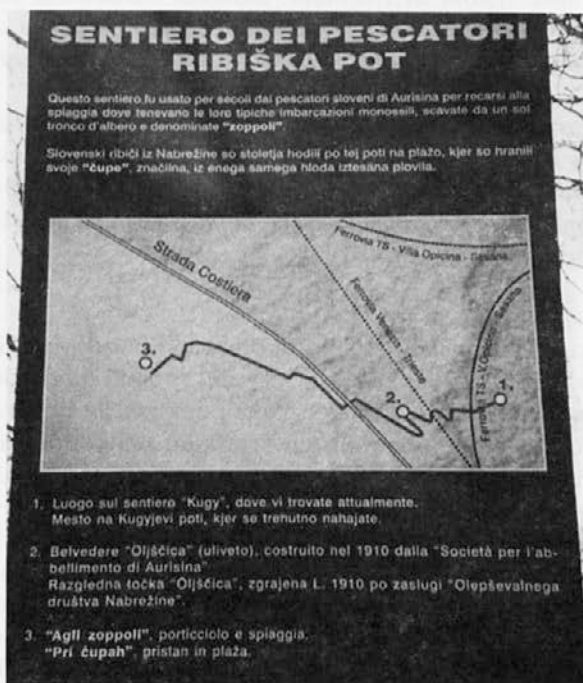 SENTIERO DEI PESCATORI
RIBIŠKA POT
Questo sentiero fu usato per secoli dai pescatori sloveni di Aurisina per recarsi alla
spiaggia dove tenevano le loro tipiche imbarcazioni monossili, scavate da un sol
tronco d'albero e denominate "zoppoli".
Slovenski ribiči iz Nabrežine so stoletja hodili po tej poti na plažo, kjer so hranili
svoje "čupe", značilna, iz enega samega hloda iztesana plovila.
Ferrovia TS - Villa Opicina - Sesana
Strada Costiera
Ferrovia Venezia - Trieste
Ferrovia TS - V.Opicina - Sesana
3.
2.
1.
1. Luogo sul sentiero "Kugy", dove vi trovate attualmente.
Mesto na Kugyjevi poti, kjer se trenutno nahajate.
2. Belvedere "Oljščica" (uliveto), costruito nel 1910 dalla "Società per l'ab-
bellimento di Aurisina"
Razgledna točka "Oljščica", zgrajena L. 1910 po zaslugi "Olepševalnega
društva Nabrežine".
3. "Agli zoppoli", porticciolo e spiaggia.
"Pri čupah", pristan in plaža.